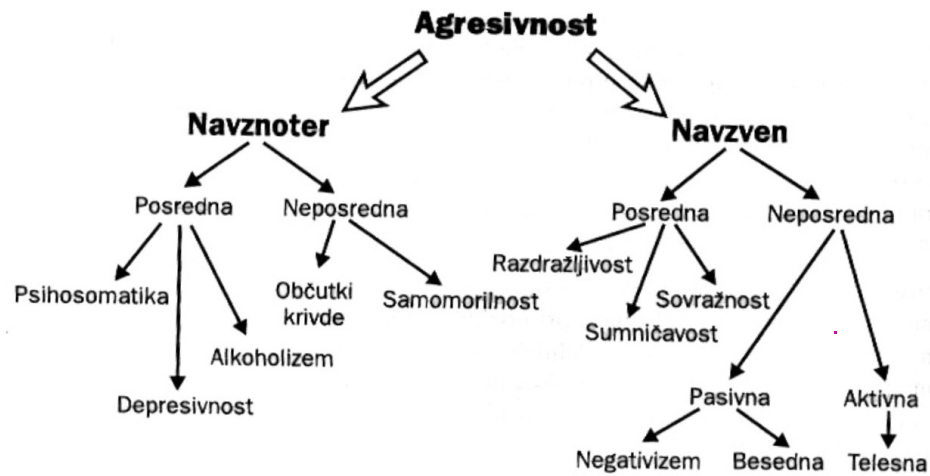 Agresivnost
Navznoter
Navzven
Posredna
Neposredna
Posredna
Neposredna
Psihosomatika
Občutki
krivde
Samomorilnost
Alkoholizem
Depresivnost
Razdražljivost
Sovražnost
Sumničavost
Pasivna
Aktivna
Negativizem
Besedna
Telesna